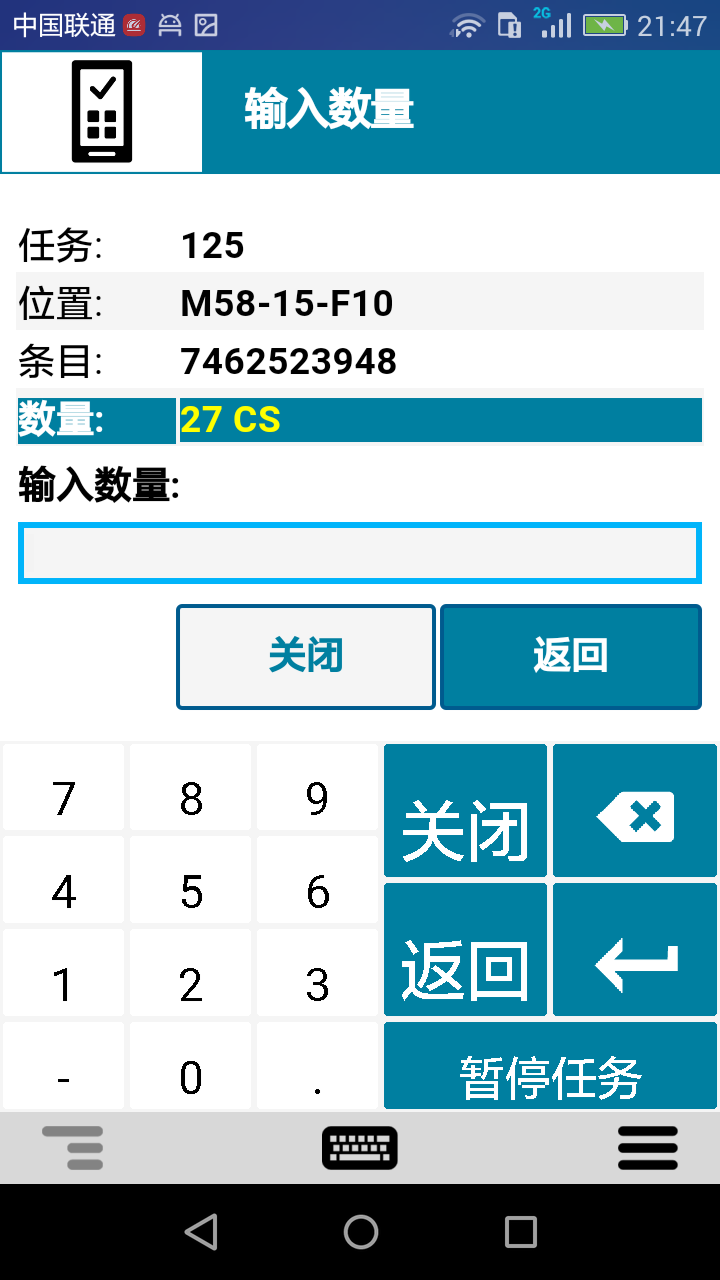 中国联通 2G 21:47
输入数量
任务: 125
位置: M58-15-F10
条目: 7462523948
数量: 27 CS
输入数量:
关闭 返回
7 8 9 关闭
4 5 6
1 2 3 返回
- 0 . 暂停任务